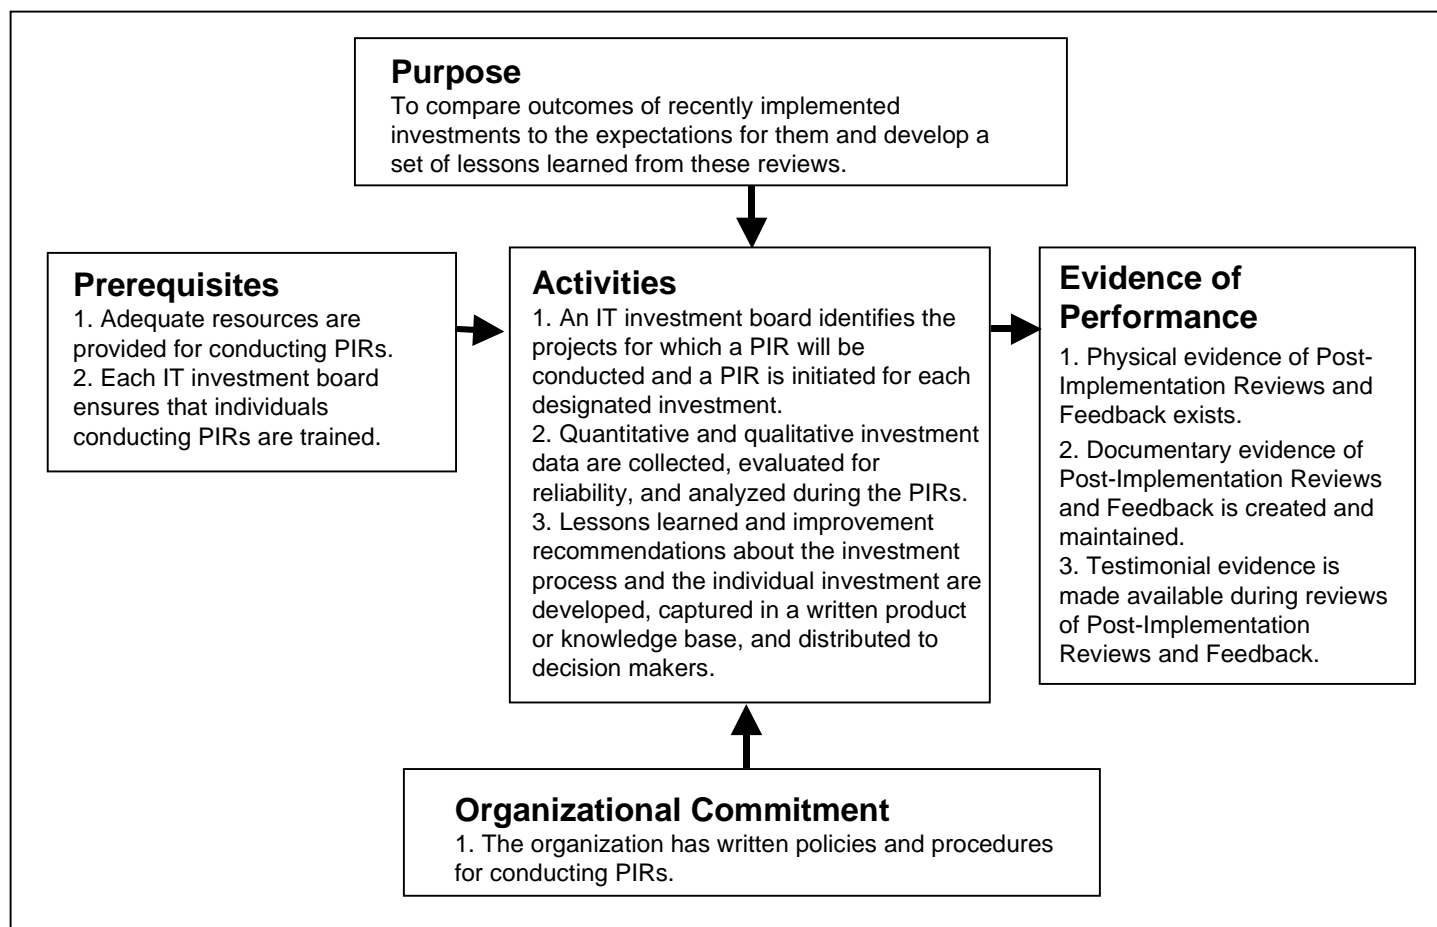 Purpose
To compare outcomes of recently implemented
investments to the expectations for them and develop a
set of lessons learned from these reviews.
Prerequisites
1. Adequate resources are
provided for conducting PIRs.
2. Each IT investment board
ensures that individuals
conducting PIRs are trained.
Activities
1. An IT investment board identifies the
projects for which a PIR will be
conducted and a PIR is initiated for each
designated investment.
2. Quantitative and qualitative investment
data are collected, evaluated for
reliability, and analyzed during the PIRs.
3. Lessons learned and improvement
recommendations about the investment
process and the individual investment are
developed, captured in a written product
or knowledge base, and distributed to
decision makers.
Evidence of
Performance
1. Physical evidence of Post-
Implementation Reviews and
Feedback exists.
2. Documentary evidence of
Post-Implementation Reviews
and Feedback is created and
maintained.
3. Testimonial evidence is
made available during reviews
of Post-Implementation
Reviews and Feedback.
Organizational Commitment
1. The organization has written policies and procedures
for conducting PIRs.